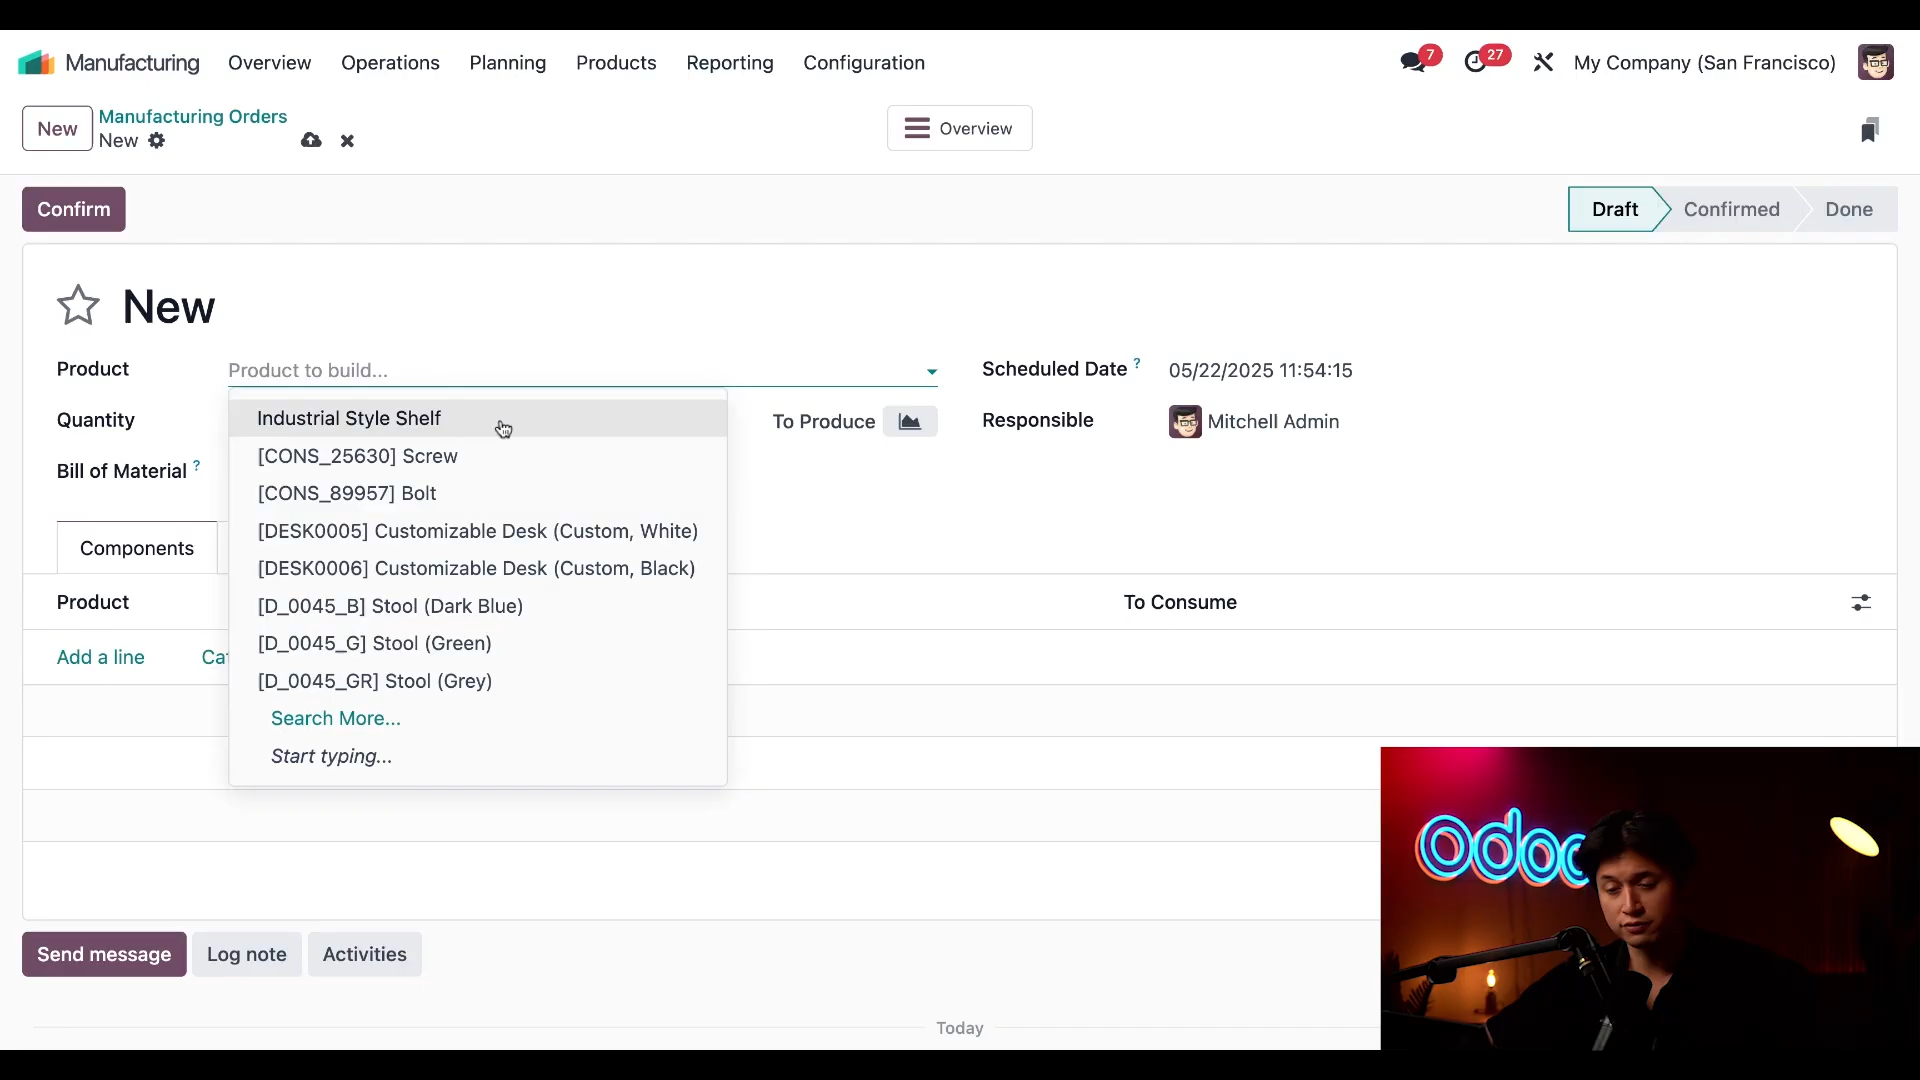 Manufacturing Overview Operations Planning Products Reporting Configuration 7 27 My Company (San Francisco)
New Manufacturing Orders
New
Overview
Confirm
Draft Confirmed Done
New
Product Product to build...
Scheduled Date ? 05/22/2025 11:54:15
Quantity To Produce
Responsible Mitchell Admin
Bill of Material ?
Industrial Style Shelf
[CONS_25630] Screw
[CONS_89957] Bolt
[DESK0005] Customizable Desk (Custom, White)
[DESK0006] Customizable Desk (Custom, Black)
[D_0045_B] Stool (Dark Blue)
[D_0045_G] Stool (Green)
[D_0045_GR] Stool (Grey)
Search More...
Start typing...
Components
Product To Consume
Add a line
Send message Log note Activities
Today
odoo